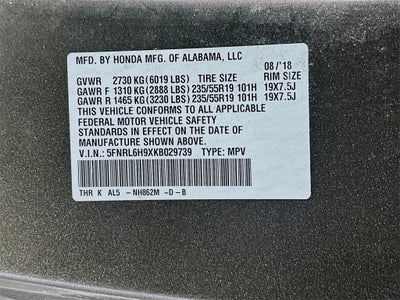 MFD. BY HONDA MFG. OF ALABAMA, LLC
08 /'18
GVWR 2730 KG (6019 LBS) TIRE SIZE RIM SIZE
GAWR F 1310 KG (2888 LBS) 235/55R19 101H 19X7.5J
GAWR R 1465 KG (3230 LBS) 235/55R19 101H 19X7.5J
THIS VEHICLE CONFORMS TO ALL APPLICABLE
FEDERAL MOTOR VEHICLE SAFETY
STANDARDS IN EFFECT ON THE DATE OF
MANUFACTURE SHOWN ABOVE.
V.I.N: 5FNRL6H9XKB029739 TYPE: MPV
THR K AL5 -NH862M -D-B